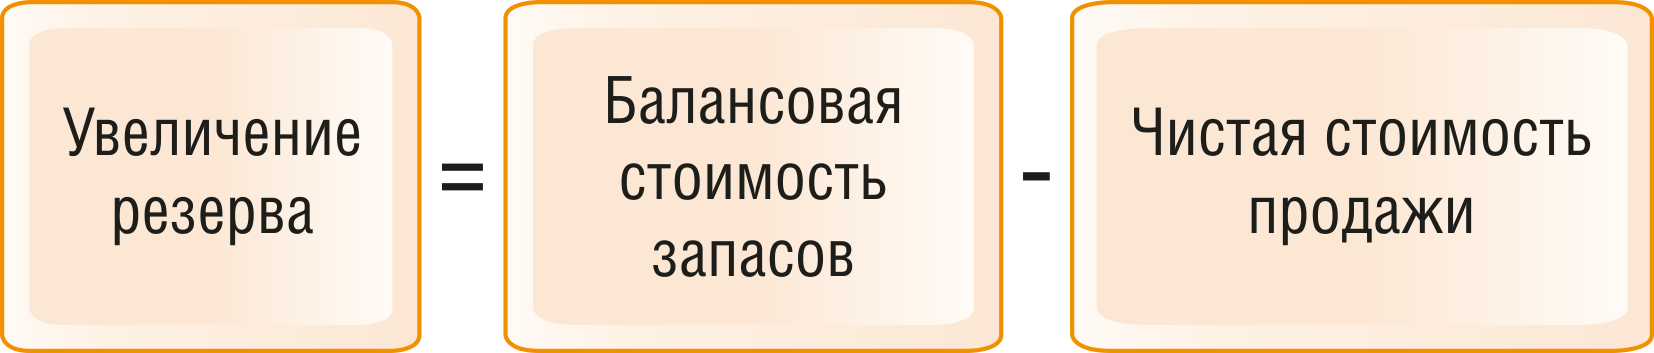 Увеличение
резерва
=
Балансовая
стоимость
запасов
-
Чистая стоимость
продажи